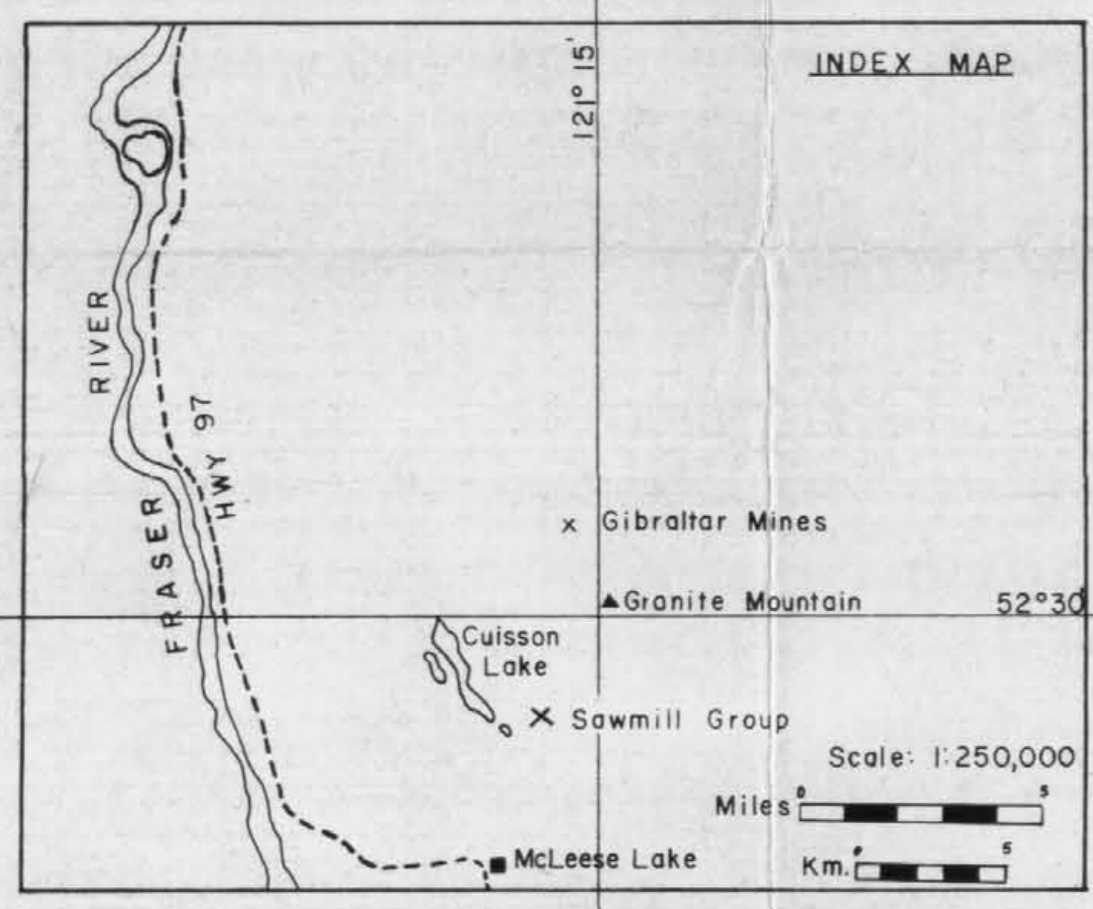 INDEX MAP
121° 15'
RIVER
HWY 97
FRASER
Gibraltar Mines
Granite Mountain
52°30'
Cuisson
Lake
Sawmill Group
Scale: 1:250,000
Miles 0 5
McLeese Lake
Km. 0 5